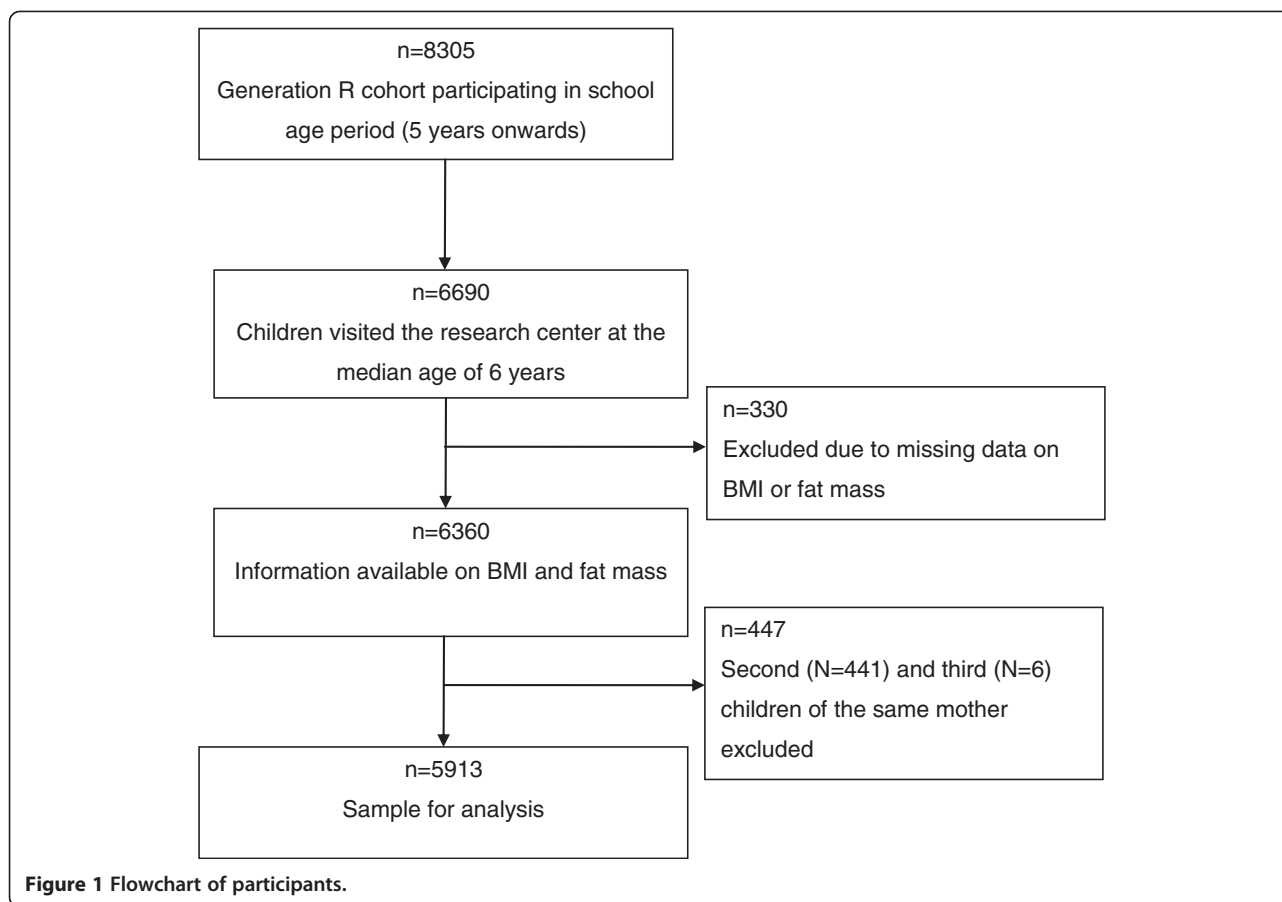 n=8305
Generation R cohort participating in school
age period (5 years onwards)
n=6690
Children visited the research center at the
median age of 6 years
n=330
Excluded due to missing data on
BMI or fat mass
n=6360
Information available on BMI and fat mass
n=447
Second (N=441) and third (N=6)
children of the same mother
excluded
n=5913
Sample for analysis
Figure 1 Flowchart of participants.